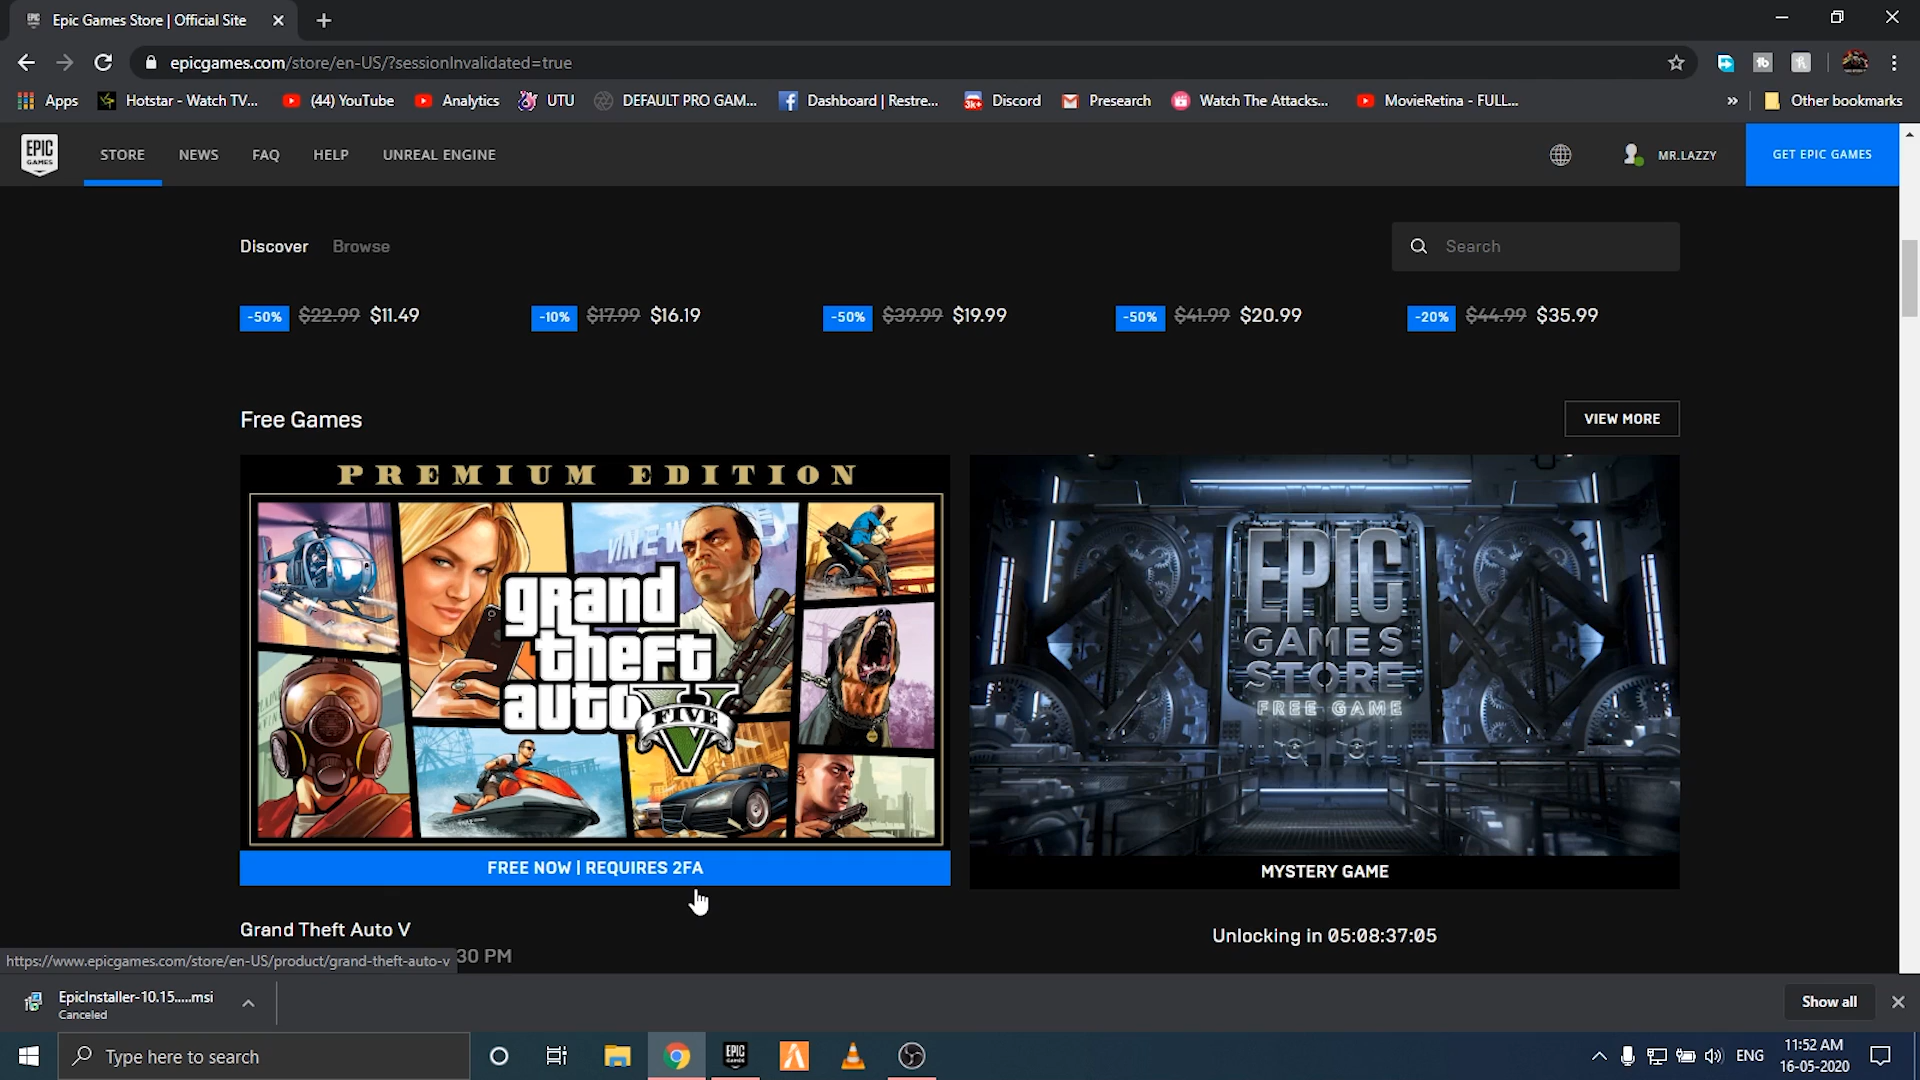 Epic Games Store | Official Site
epicgames.com/store/en-US/?sessionInvalidated=true
Apps
Hotstar - Watch TV...
(44) YouTube
Analytics
UTU
DEFAULT PRO GAM...
Dashboard | Restre...
3k+
Discord
Presearch
Watch The Attacks...
MovieRetina - FULL...
»
Other bookmarks
EPIC
GAMES
STORE
NEWS
FAQ
HELP
UNREAL ENGINE
MR.LAZZY
GET EPIC GAMES
Discover
Browse
Search
-50% $22.99 $11.49
-10% $17.99 $16.19
-50% $39.99 $19.99
-50% $41.99 $20.99
-20% $44.99 $35.99
Free Games
VIEW MORE
PREMIUM EDITION
VINEW
grand
theft
auto
FIVE
V
FREE NOW | REQUIRES 2FA
EPIC
GAMES
STORE
FREE GAME
MYSTERY GAME
Grand Theft Auto V
30 PM
Unlocking in 05:08:37:05
https://www.epicgames.com/store/en-US/product/grand-theft-auto-v
EpicInstaller-10.15.....msi
Canceled
Show all
Type here to search
EPIC
GAMES
ENG
11:52 AM
16-05-2020